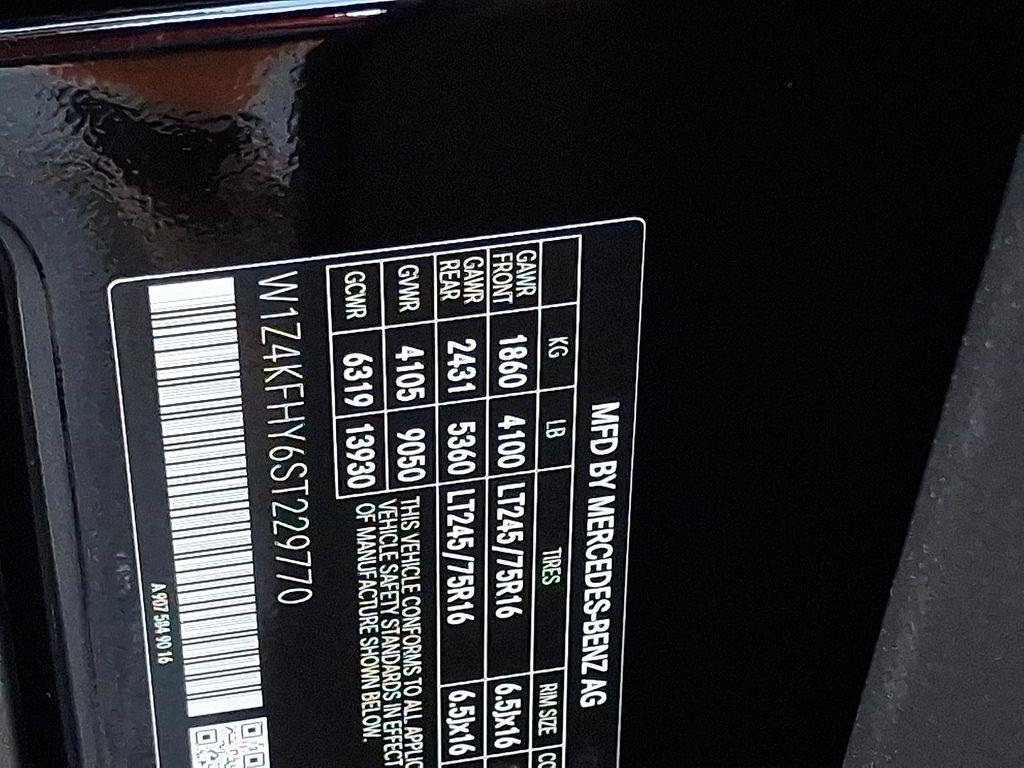 MFD BY MERCEDES-BENZ AG
KG LB TIRES RIM SIZE
GAWR FRONT 1860 4100 LT245/75R16 6.5Jx16
GAWR REAR 2431 5360 LT245/75R16 6.5Jx16
GVWR 4105 9050
GCWR 6319 13930
THIS VEHICLE CONFORMS TO ALL APPLIC
VEHICLE SAFETY STANDARDS IN EFFECT
OF MANUFACTURE SHOWN BELOW.
W1Z4KFHY6ST229770
A 907 584 90 16